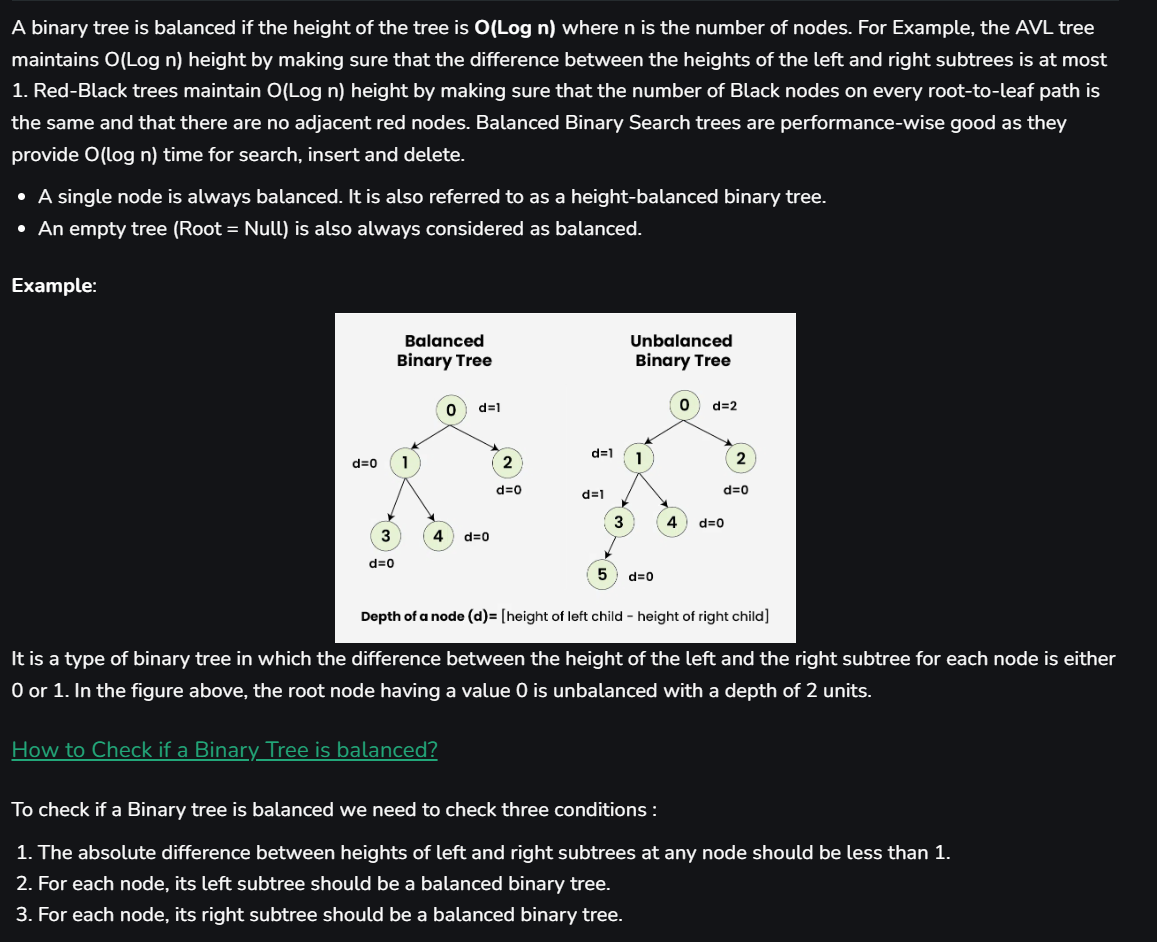 A binary tree is balanced if the height of the tree is O(Log n) where n is the number of nodes. For Example, the AVL tree
maintains O(Log n) height by making sure that the difference between the heights of the left and right subtrees is at most
1. Red-Black trees maintain O(Log n) height by making sure that the number of Black nodes on every root-to-leaf path is
the same and that there are no adjacent red nodes. Balanced Binary Search trees are performance-wise good as they
provide O(log n) time for search, insert and delete.
• A single node is always balanced. It is also referred to as a height-balanced binary tree.
• An empty tree (Root = Null) is also always considered as balanced.
Example:
Balanced
Binary Tree
0 d=1
d=0 1 2
d=0
3 4 d=0
d=0
Unbalanced
Binary Tree
0 d=2
d=1 1 2
d=1 d=0
3 4 d=0
5 d=0
Depth of a node (d)= [height of left child - height of right child]
It is a type of binary tree in which the difference between the height of the left and the right subtree for each node is either
0 or 1. In the figure above, the root node having a value 0 is unbalanced with a depth of 2 units.
How to Check if a Binary Tree is balanced?
To check if a Binary tree is balanced we need to check three conditions :
1. The absolute difference between heights of left and right subtrees at any node should be less than 1.
2. For each node, its left subtree should be a balanced binary tree.
3. For each node, its right subtree should be a balanced binary tree.